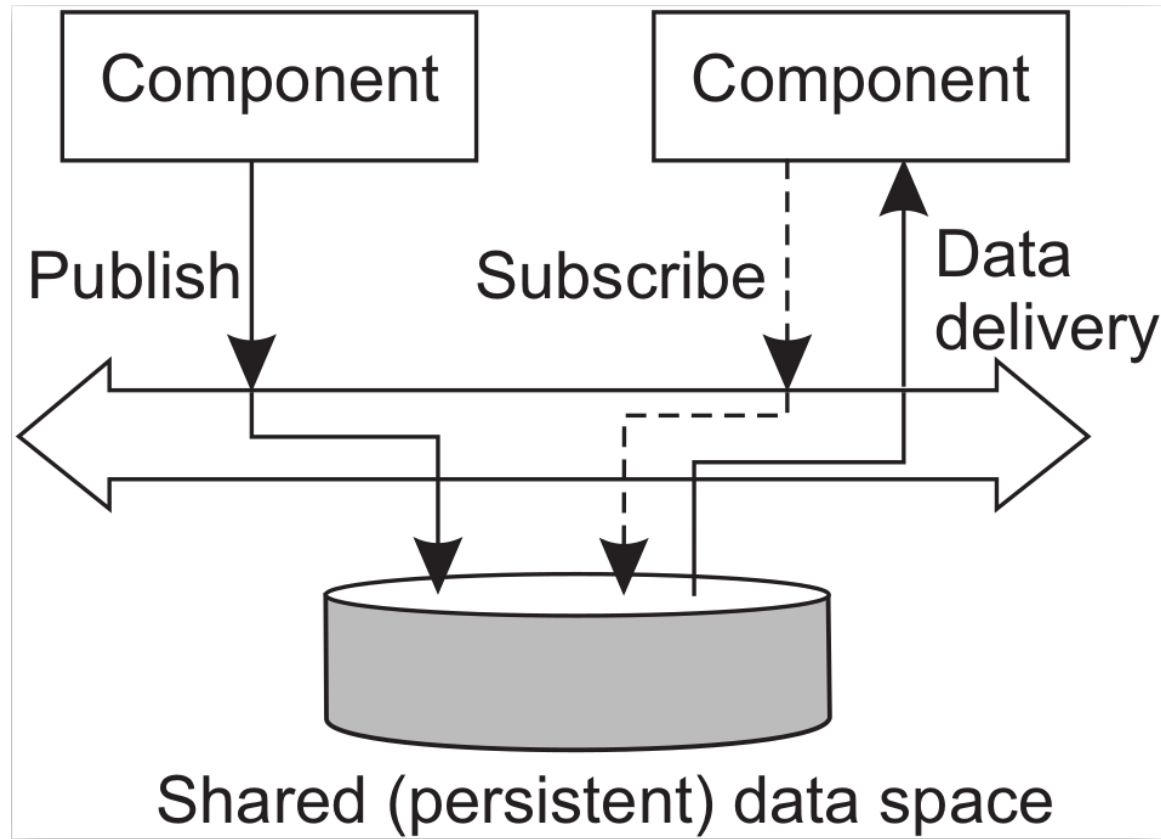 Component
Component
Publish
Subscribe
Data
delivery
Shared (persistent) data space